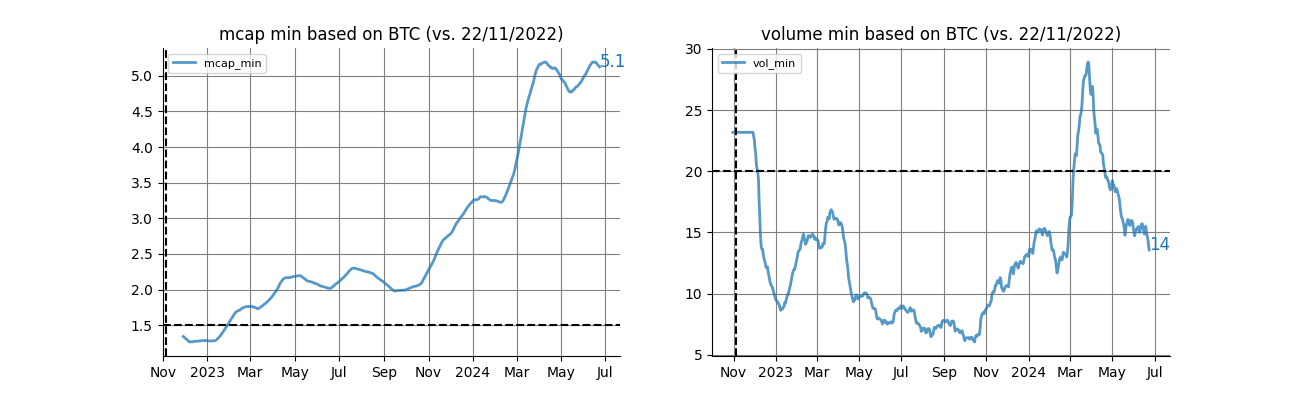 mcap min based on BTC (vs. 22/11/2022)
mcap_min
5.1
5.0
4.5
4.0
3.5
3.0
2.5
2.0
1.5
Nov 2023 Mar May Jul Sep Nov 2024 Mar May Jul
volume min based on BTC (vs. 22/11/2022)
vol_min
30
25
20
15
14
10
5
Nov 2023 Mar May Jul Sep Nov 2024 Mar May Jul